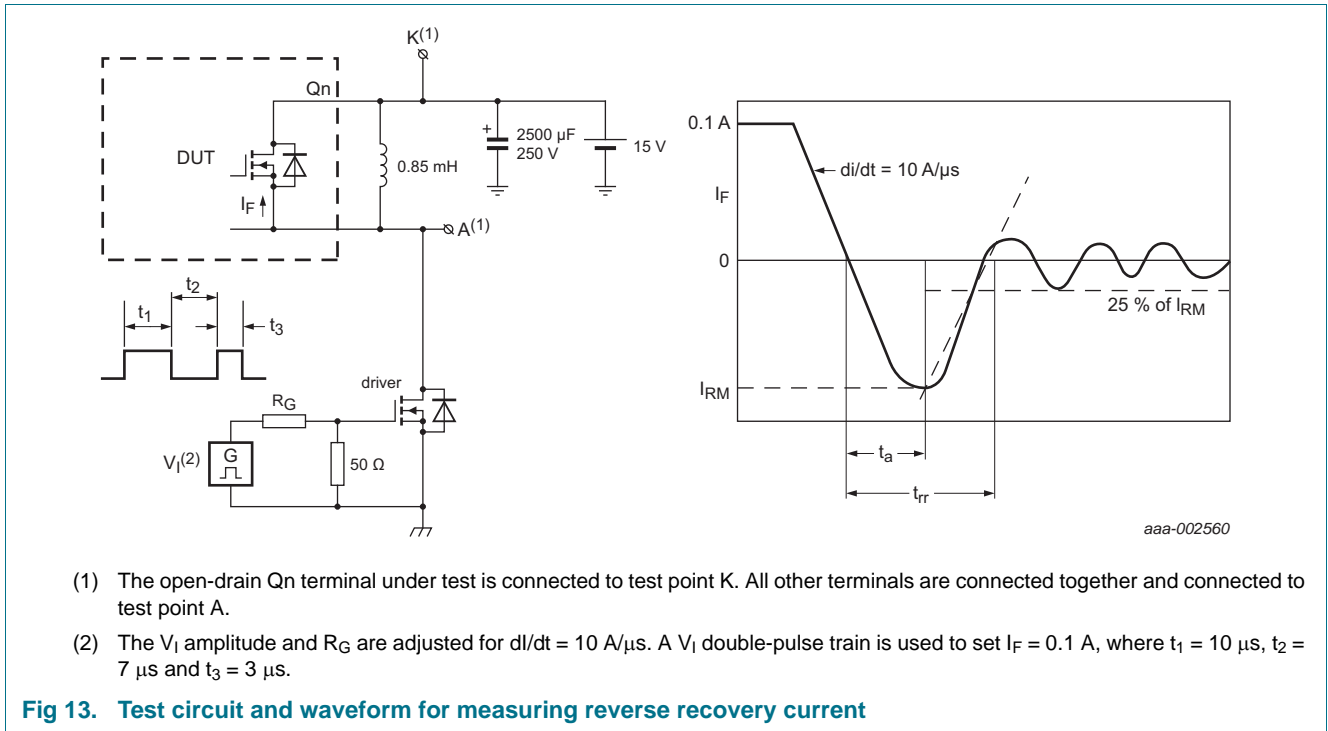 K(1)
Qn
DUT
IF
0.85 mH
+
2500 μF
250 V
15 V
A(1)
t1
t2
t3
driver
RG
VI(2)
G
50 Ω
0.1 A
di/dt = 10 A/μs
IF
0
25 % of IRM
IRM
ta
trr
aaa-002560
(1) The open-drain Qn terminal under test is connected to test point K. All other terminals are connected together and connected to
test point A.
(2) The VI amplitude and RG are adjusted for dI/dt = 10 A/μs. A VI double-pulse train is used to set IF = 0.1 A, where t1 = 10 μs, t2 =
7 μs and t3 = 3 μs.
Fig 13. Test circuit and waveform for measuring reverse recovery current